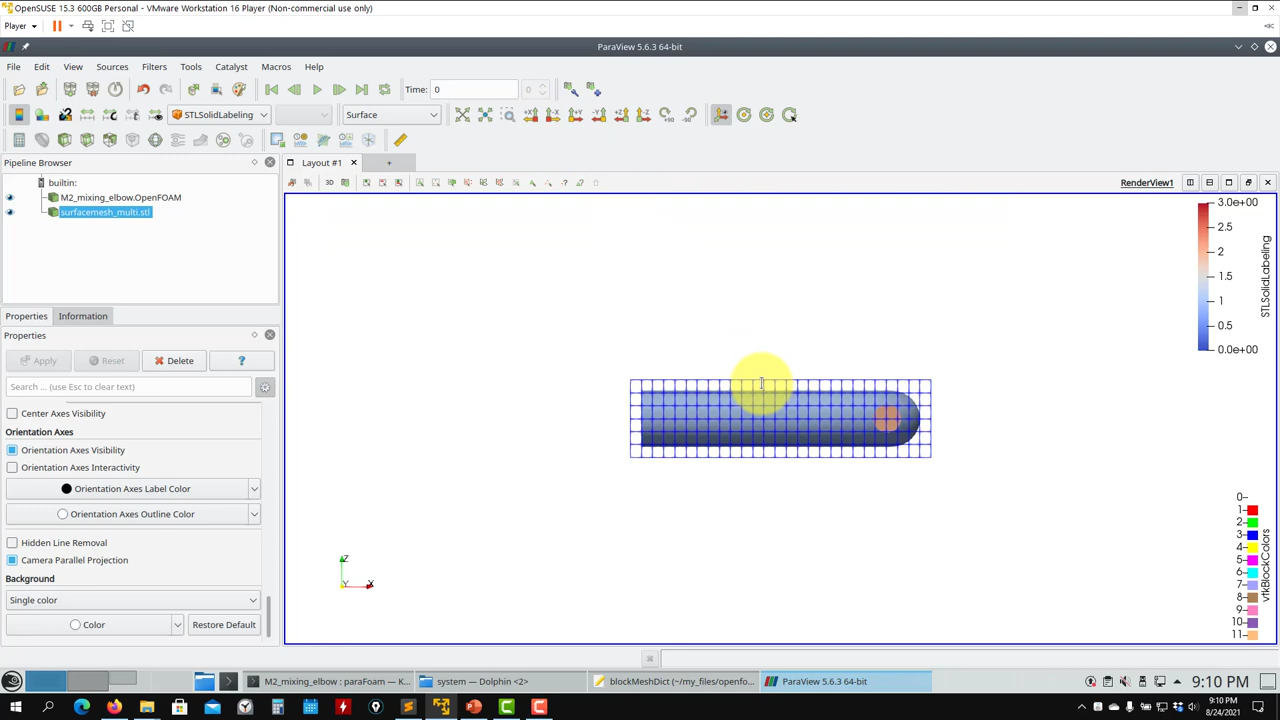 OpenSUSE 15.3 600GB Personal - VMware Workstation 16 Player (Non-commercial use only)
Player
ParaView 5.6.3 64-bit
File Edit View Sources Filters Tools Catalyst Macros Help
Time: 0 0
STLSolidLabeling Surface
+X -X +Y -Y +Z -Z +90 -90
Pipeline Browser
Layout #1
builtin:
3D
RenderView1
M2_mixing_elbow.OpenFOAM
surfacemesh_multi.stl
3.0e+00
2.5
2
1.5
1
0.5
0.0e+00
STLSolidLabeling
Properties Information
Properties
Apply Reset Delete ?
Search ... (use Esc to clear text)
Center Axes Visibility
Orientation Axes
Orientation Axes Visibility
Orientation Axes Interactivity
Orientation Axes Label Color
Orientation Axes Outline Color
Hidden Line Removal
Camera Parallel Projection
Background
Single color
Color Restore Default
Z
Y X
0
1
2
3
4
5
6
7
8
9
10
11
vtkBlockColors
M2_mixing_elbow : paraFoam — K...
system — Dolphin <2>
blockMeshDict (~/my_files/openfo...
ParaView 5.6.3 64-bit
9:10 PM
9:10 PM
8/24/2021